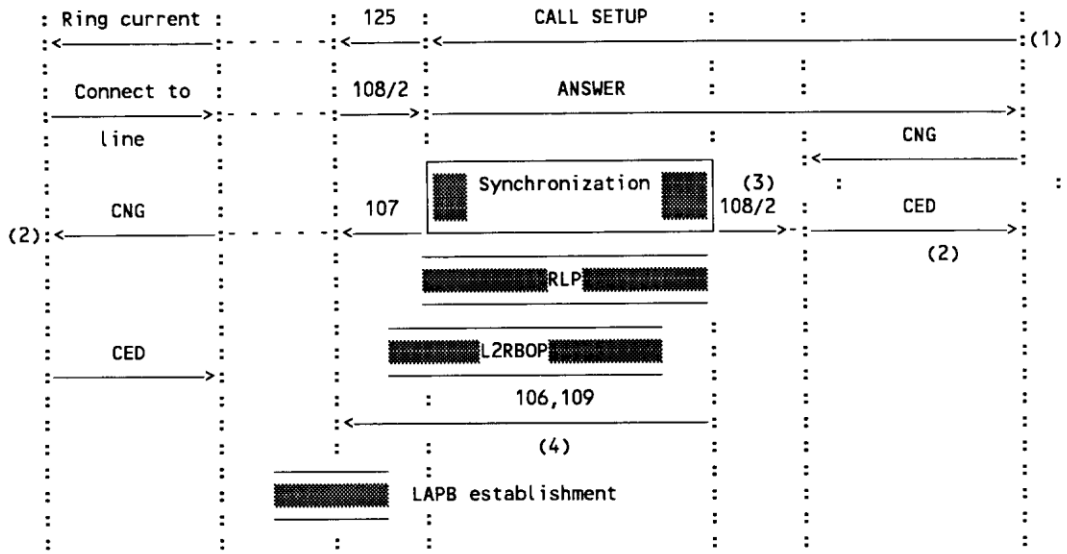 Ring current 125 CALL SETUP
(1)
Connect to 108/2 ANSWER
line CNG
Synchronization (3)
CNG 107 108/2 CED
(2) (2)
RLP
CED L2RBOP
106,109
(4)
LAPB establishment